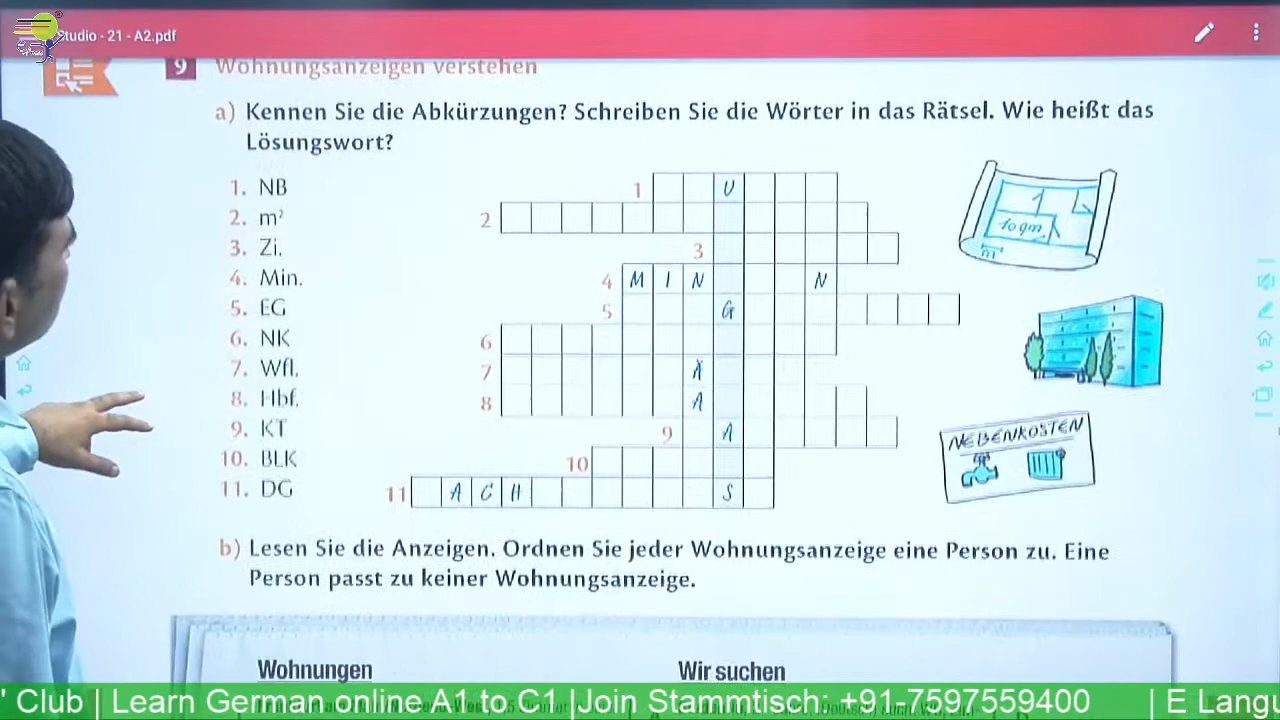 Studio - 21 - A2.pdf
9 Wohnungsanzeigen verstehen
a) Kennen Sie die Abkürzungen? Schreiben Sie die Wörter in das Rätsel. Wie heißt das
Lösungswort?
1. NB
2. m²
3. Zi.
4. Min.
5. EG
6. NK
7. Wfl.
8. Hbf.
9. KT
10. BLK
11. DG
1 U
2
3
4 M I N N
5 G
6
7
8 A
9 A
10
11 A C H S
10qm
m²
NEBENKOSTEN
b) Lesen Sie die Anzeigen. Ordnen Sie jeder Wohnungsanzeige eine Person zu. Eine
Person passt zu keiner Wohnungsanzeige.
Wohnungen
Wir suchen
' Club | Learn German online A1 to C1 |Join Stammtisch: +91-7597559400 | E Langu